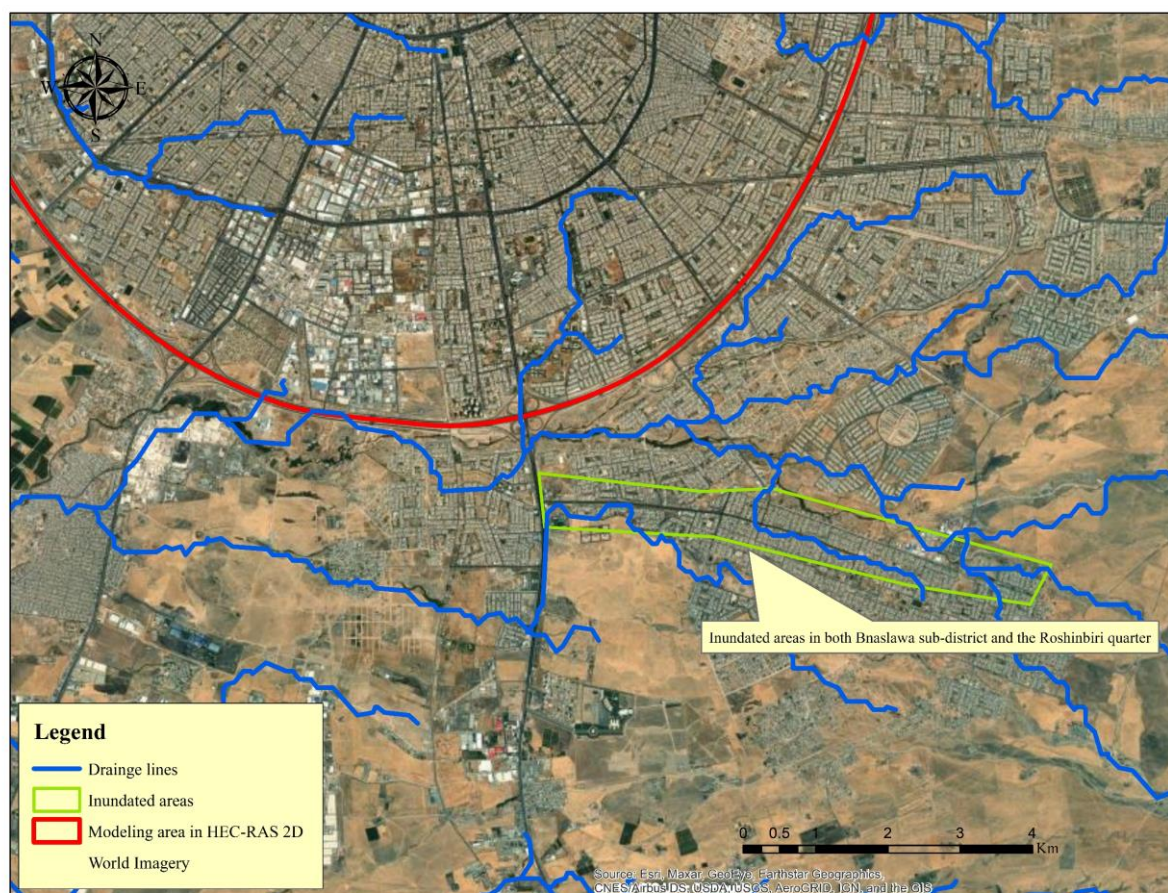 N
W E
S
Inundated areas in both Bnaslawa sub-district and the Roshinbiri quarter
Legend
Drainge lines
Inundated areas
Modeling area in HEC-RAS 2D
World Imagery
0 0.5 1 2 3 4
Km
Source: Esri, Maxar, GeoEye, Earthstar Geographics,
CNES/Airbus DS, USDA, USGS, AeroGRID, IGN, and the GIS